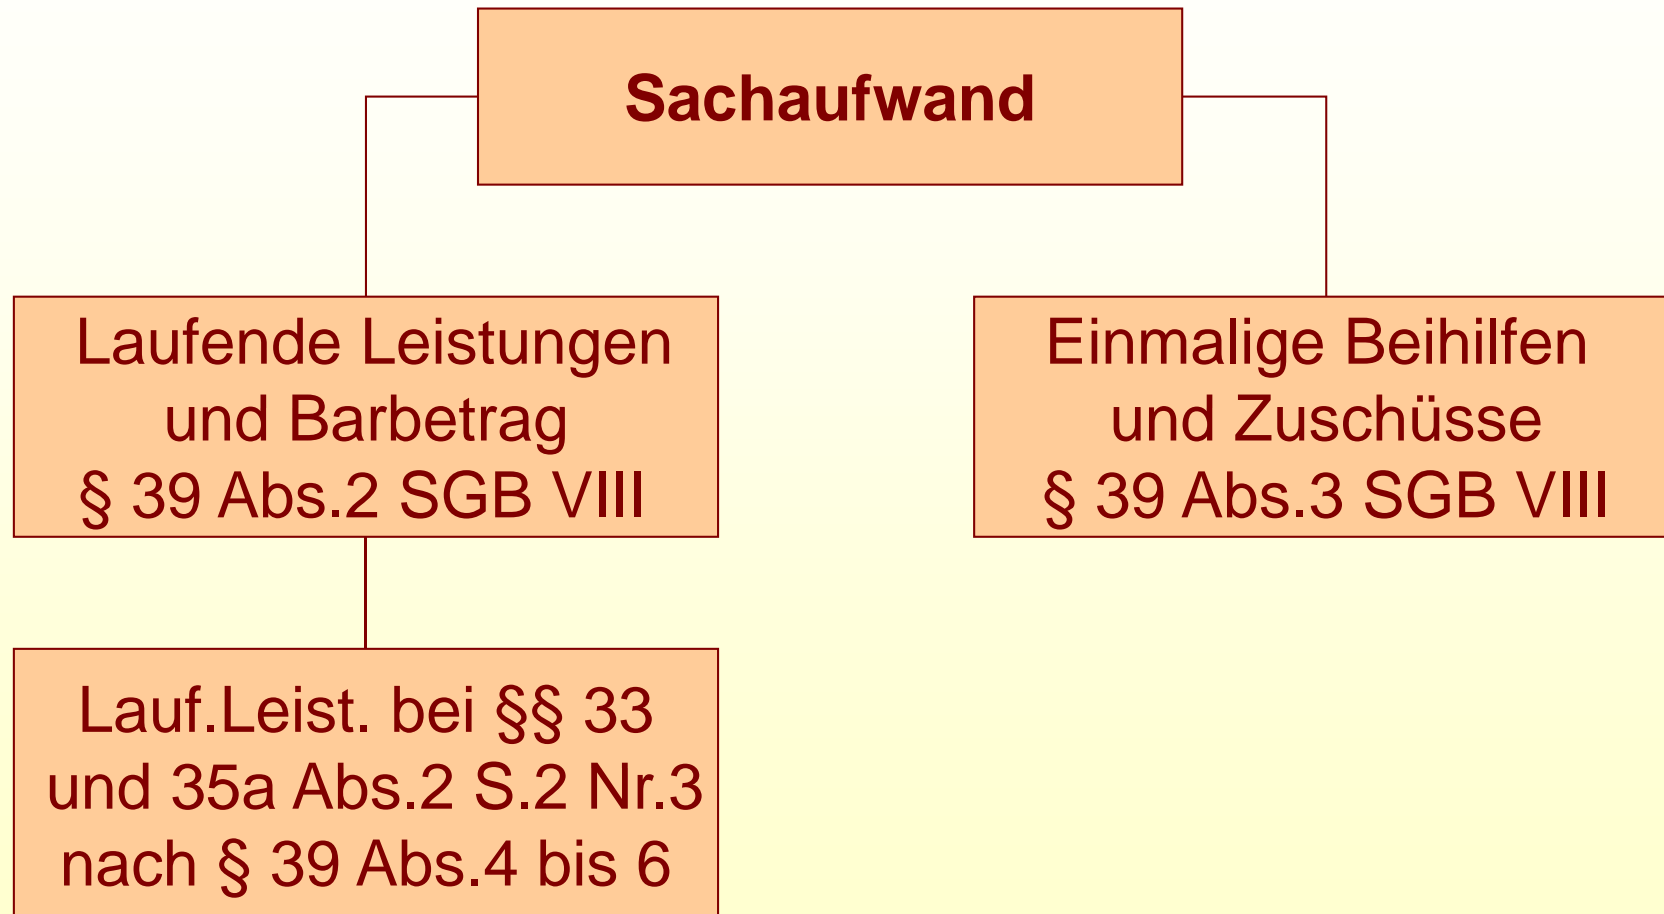 Sachaufwand
Laufende Leistungen
und Barbetrag
§ 39 Abs.2 SGB VIII
Einmalige Beihilfen
und Zuschüsse
§ 39 Abs.3 SGB VIII
Lauf.Leist. bei §§ 33
und 35a Abs.2 S.2 Nr.3
nach § 39 Abs.4 bis 6